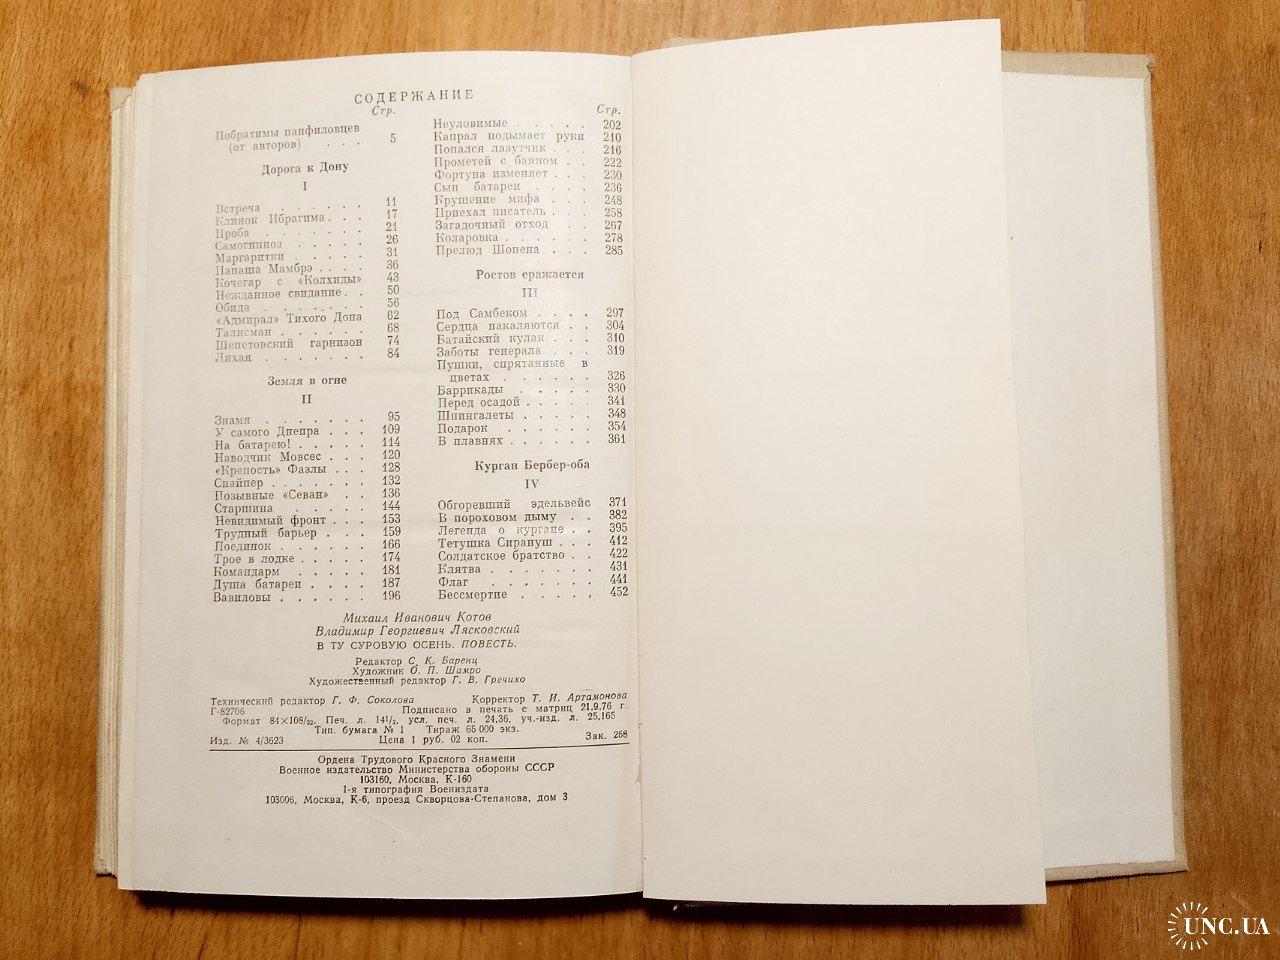 СОДЕРЖАНИЕ
Стр.
Побратимы панфиловцев
(от авторов) . . . 5
Дорога к Дону
I
Встреча . . . . . . 11
Клинок Ибрагима . . . 17
Проба . . . . . . . 21
Самогипноз . . . . . 26
Маргаритки . . . . . 31
Папаша Мамбрэ . . . . 36
Кочегар с «Колхиды» 43
Нежданное свидание . . 50
Обида . . . . . . . 56
«Адмирал» Тихого Дона 62
Талисман . . . . . . 68
Шепетовский гарнизон 74
Лихая . . . . . . . 84
Земля в огне
II
Знамя . . . . . . . 95
У самого Днепра . . . 109
На батарею! . . . . . 114
Наводчик Мовсес . . . 120
«Крепость» Фазлы . . . 128
Снайпер . . . . . . 132
Позывные «Севан» . . 136
Старшина . . . . . 144
Невидимый фронт . . . 153
Трудный барьер . . . 159
Поединок . . . . . . 166
Трое в лодке . . . . 174
Командарм . . . . . 181
Душа батареи . . . . 187
Вавиловы . . . . . . 196
Стр.
Неуловимые . . . . . 202
Капрал подымает руки 210
Попался лазутчик . . . 216
Прометей с баяном . . 222
Фортуна изменяет . . . 230
Сын батареи . . . . 236
Крушение мифа . . . 248
Приехал писатель . . . 258
Загадочный отход . . 267
Коларовка . . . . . . 278
Прелюд Шопена . . . 285
Ростов сражается
III
Под Самбеком . . . . 297
Сердца накаляются . . 304
Батайский кулак . . . 310
Заботы генерала . . . 319
Пушки, спрятанные в
цветах . . . . . . 326
Баррикады . . . . . 330
Перед осадой . . . . . 341
Шпингалеты . . . . . 348
Подарок . . . . . . 354
В плавнях . . . . . . 361
Курган Бербер-оба
IV
Обгоревший эдельвейс 371
В пороховом дыму . . 382
Легенда о кургане . . 395
Тетушка Сирануш . . . 412
Солдатское братство . . 422
Клятва . . . . . . . 431
Флаг . . . . . . . 441
Бессмертие . . . . . 452
Михаил Иванович Котов
Владимир Георгиевич Лясковский
В ТУ СУРОВУЮ ОСЕНЬ. ПОВЕСТЬ.
Редактор С. К. Баренц
Художник О. П. Шамро
Художественный редактор Г. В. Гречихо
Технический редактор Г. Ф. Соколова Корректор Т. И. Артамонова
Г-82706 Подписано в печать с матриц 21.9.76 г.
Формат 84×108/32. Печ. л. 14 1/2, усл. печ. л. 24,36, уч.-изд. л. 25,165
Тип. бумага № 1 Тираж 65 000 экз.
Изд. № 4/3623 Цена 1 руб. 02 коп. Зак. 268
Ордена Трудового Красного Знамени
Военное издательство Министерства обороны СССР
103160, Москва, К-160
1-я типография Воениздата
103006, Москва, К-6, проезд Скворцова-Степанова, дом 3
UNC.UA